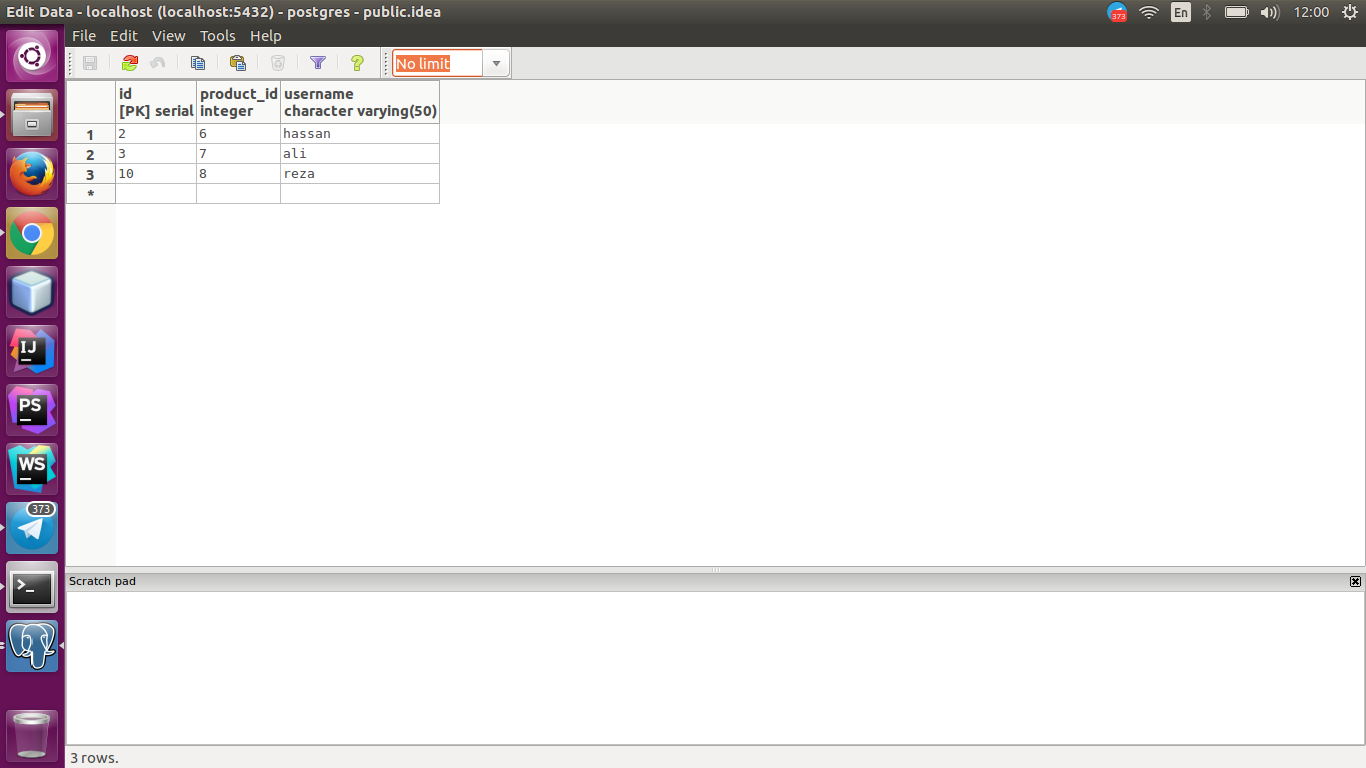 Edit Data - localhost (localhost:5432) - postgres - public.idea
373
En
12:00
File Edit View Tools Help
No limit
id product_id username
[PK] serial integer character varying(50)
1 2 6 hassan
2 3 7 ali
3 10 8 reza
*
IJ
PS
WS
373
>_
Scratch pad
3 rows.